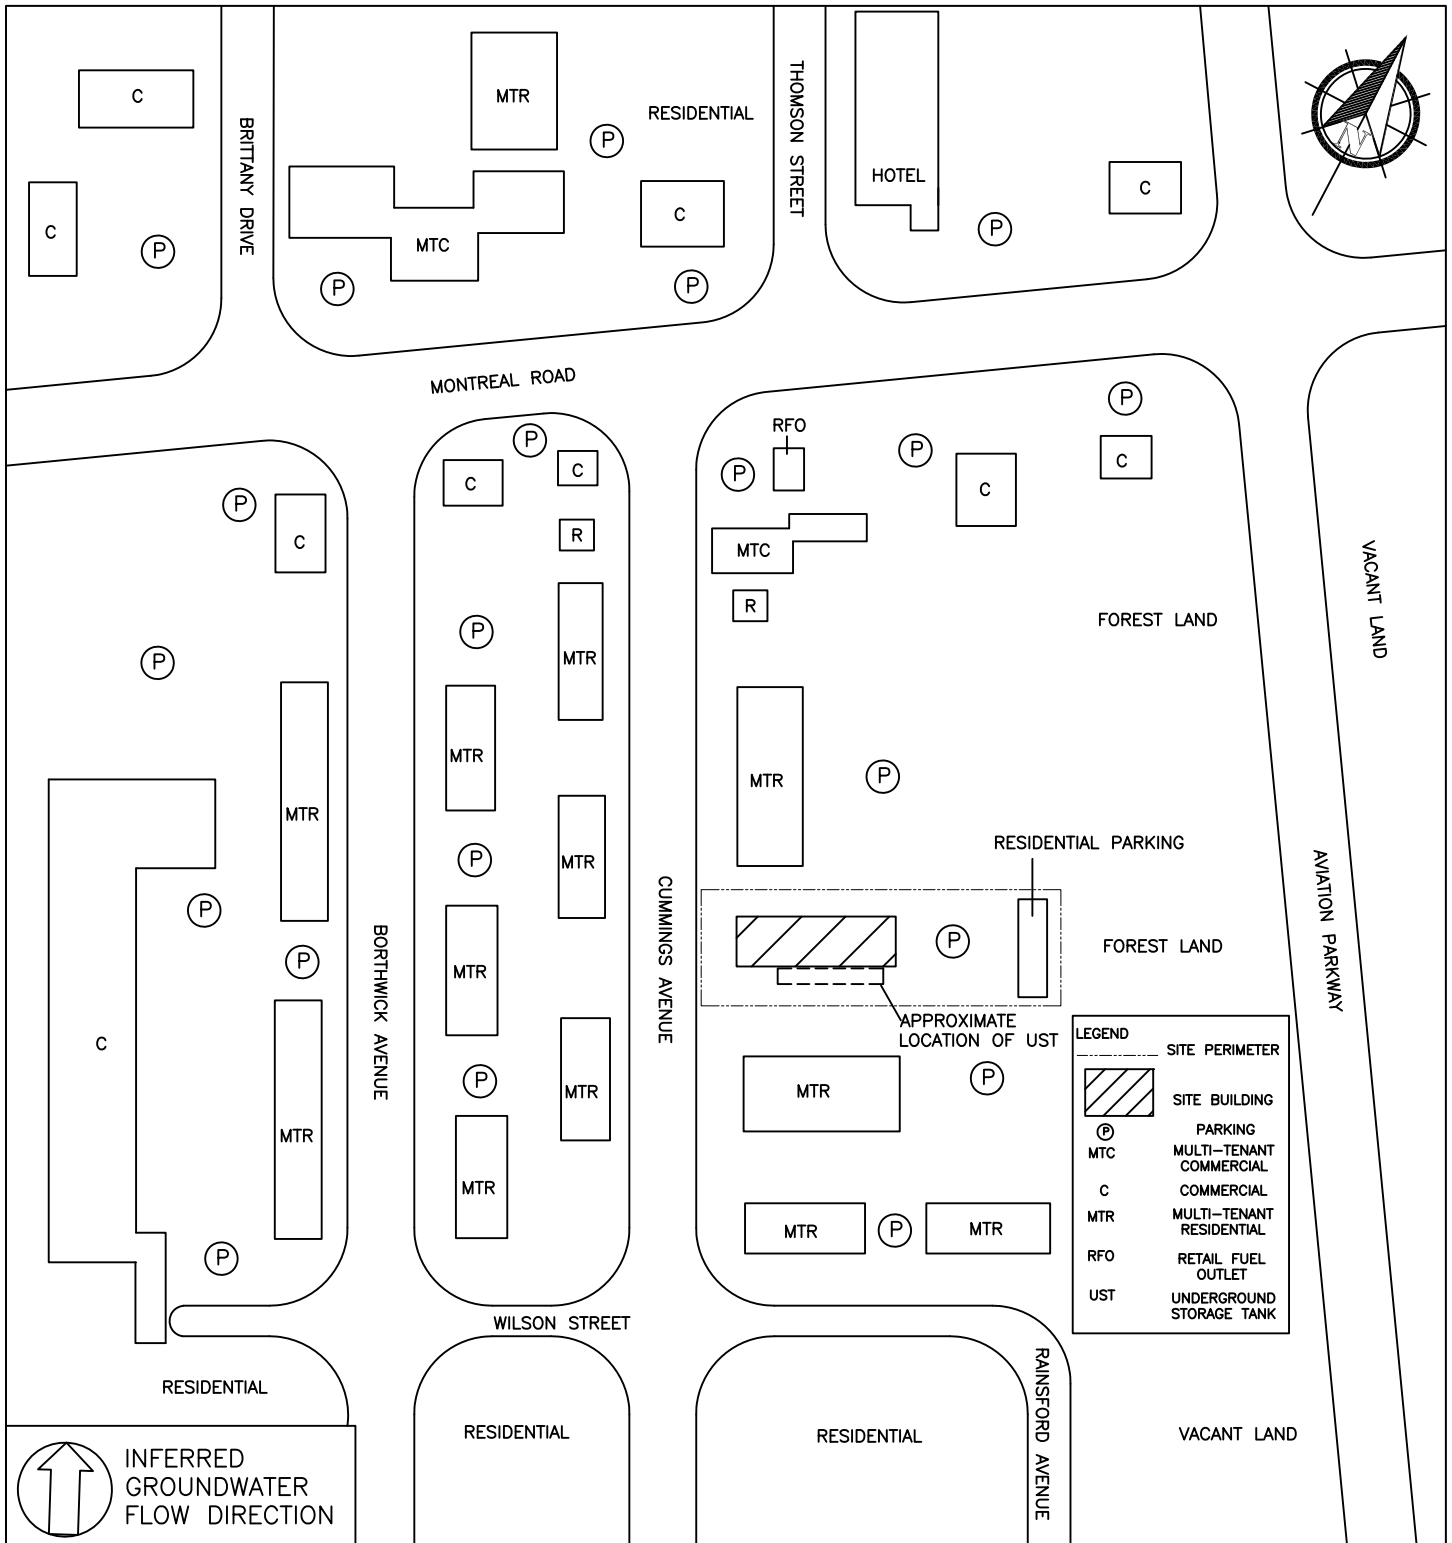 C
MTR
RESIDENTIAL
P
THOMSON STREET
HOTEL
C
N
BRITTANY DRIVE
C
P
MTC
P
C
P
P
MONTREAL ROAD
P
C
P
C
C
R
P
RFO
P
MTC
R
P
C
P
C
FOREST LAND
VACANT LAND
P
P
MTR
MTR
MTR
P
MTR
P
C
P
MTR
BORTHWICK AVENUE
MTR
P
P
MTR
MTR
MTR
P
MTR
CUMMINGS AVENUE
RESIDENTIAL PARKING
P
FOREST LAND
AVIATION PARKWAY
APPROXIMATE
LOCATION OF UST
MTR
P
MTR
P
MTR
LEGEND
SITE PERIMETER
SITE BUILDING
P PARKING
MTC MULTI-TENANT
COMMERCIAL
C COMMERCIAL
MTR MULTI-TENANT
RESIDENTIAL
RFO RETAIL FUEL
OUTLET
UST UNDERGROUND
STORAGE TANK
WILSON STREET
RESIDENTIAL
RESIDENTIAL
RESIDENTIAL
RAINSFORD AVENUE
VACANT LAND
INFERRED
GROUNDWATER
FLOW DIRECTION